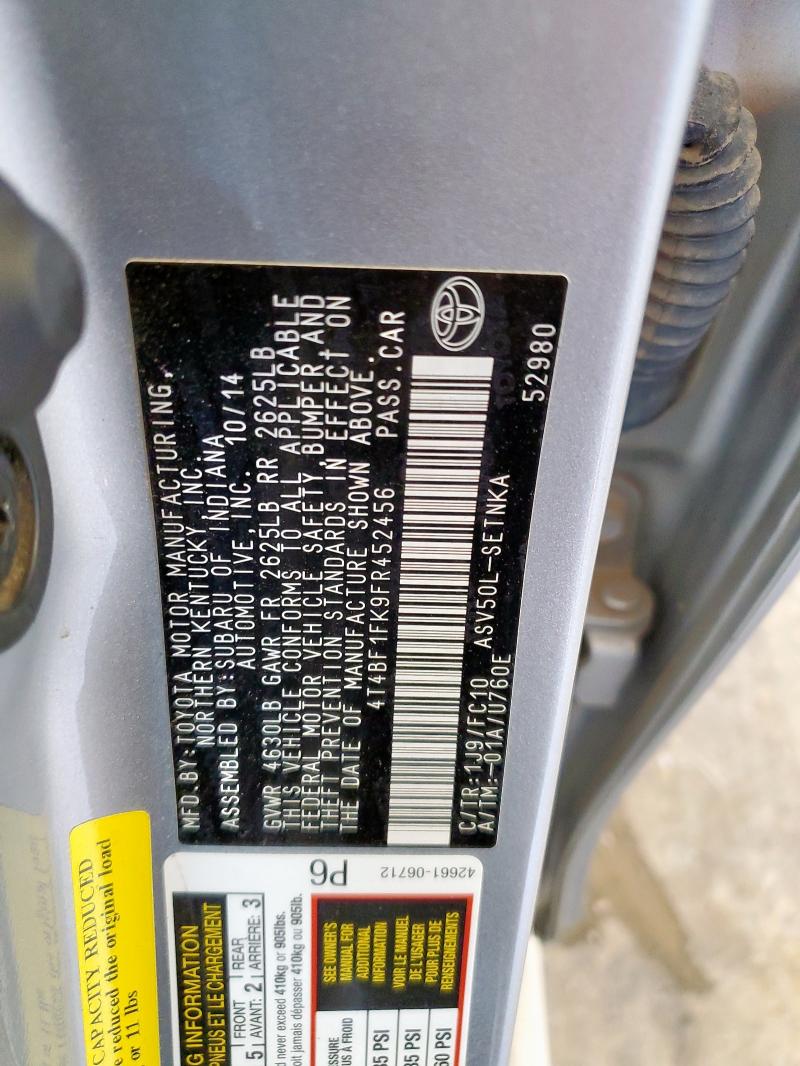 MFD.BY:TOYOTA MOTOR MANUFACTURING,
NORTHERN KENTUCKY, INC.
ASSEMBLED BY:SUBARU OF INDIANA
AUTOMOTIVE, INC. 10/14
GVWR 4630LB GAWR FR 2625LB RR 2625LB
THIS VEHICLE CONFORMS TO ALL APPLICABLE
FEDERAL MOTOR VEHICLE SAFETY, BUMPER AND
THEFT PREVENTION STANDARDS IN EFFECT ON
THE DATE OF MANUFACTURE SHOWN ABOVE.
4T4BF1FK9FR452456 PASS.CAR
C/TR:1J9/FC10 ASV50L-SETNKA
A/TM:-01A/U760E
52980
CAPACITY REDUCED
reduced the original load
or 11 lbs
P6
42661-06712
INFORMATION
PNEUS ET LE CHARGEMENT
5 FRONT 2 REAR 3
AVANT: ARRIÈRE:
never exceed 410kg or 905lbs.
jamais dépasser 410kg ou 905lb.
SEE OWNER'S
MANUAL FOR
ADDITIONAL
INFORMATION
VOIR LE MANUEL
DE L'USAGER
POUR PLUS DE
RENSEIGNEMENTS
À FROID
35 PSI
35 PSI
60 PSI